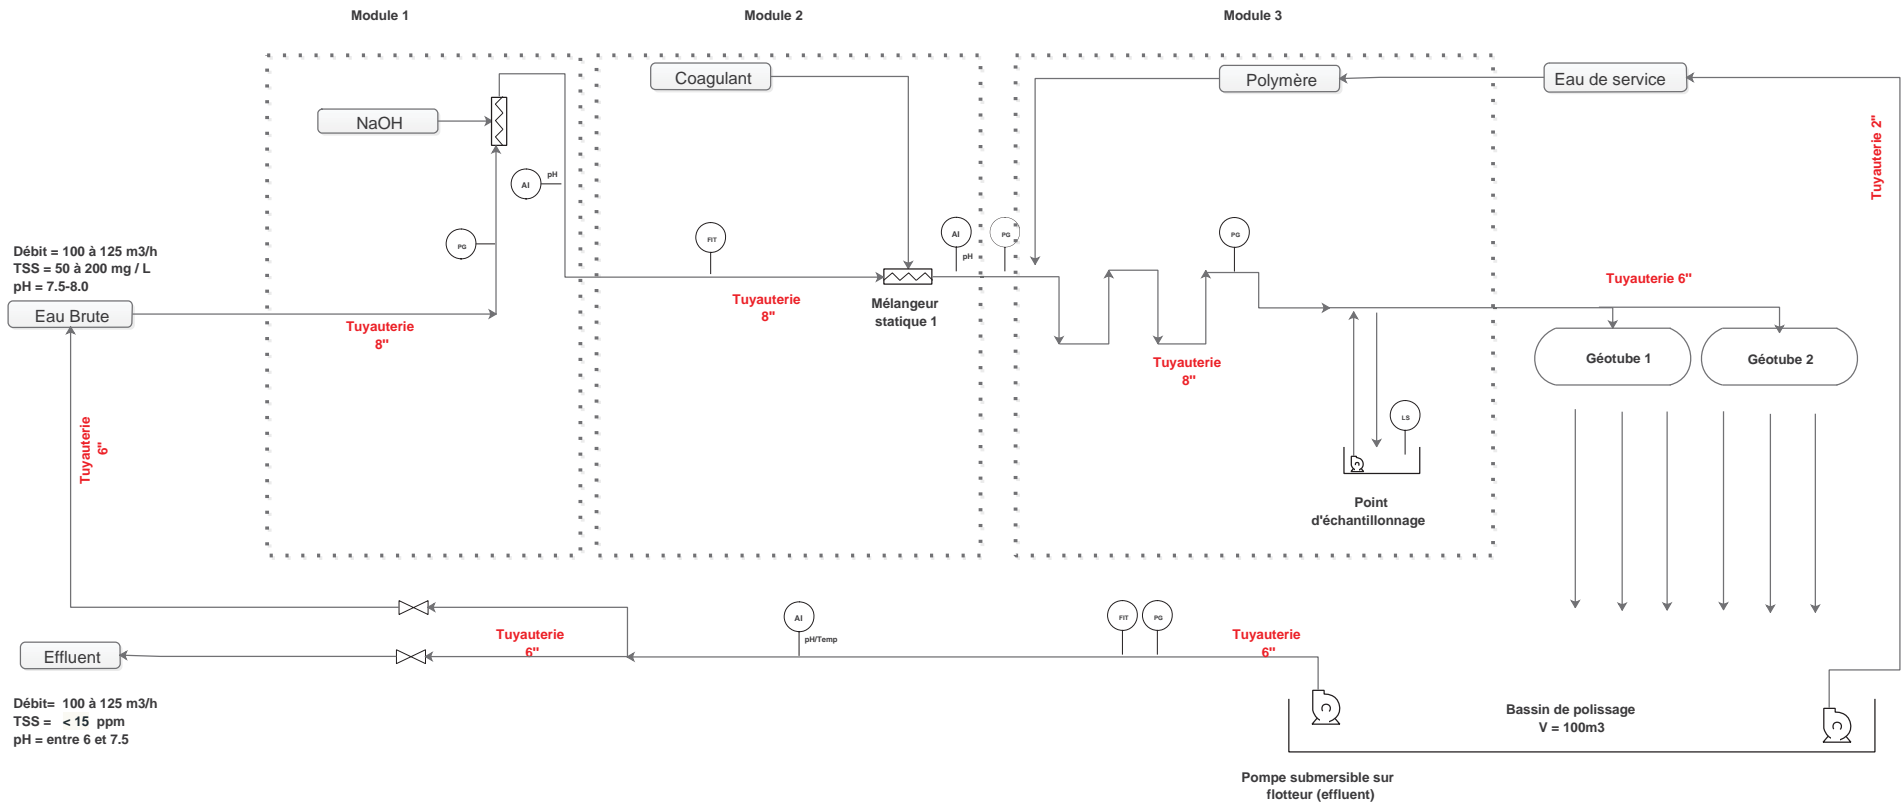 Module 1
Module 2
Module 3
Coagulant
Polymère
Eau de service
NaOH
Tuyauterie 2"
pH
AI
PG
FIT
AI
pH
PG
PG
Débit = 100 à 125 m3/h
TSS = 50 à 200 mg / L
pH = 7.5-8.0
Eau Brute
Tuyauterie
8"
Tuyauterie
8"
Mélangeur
statique 1
Tuyauterie
8"
Tuyauterie 6"
Géotube 1
Géotube 2
Tuyauterie
6"
LS
Point
d'échantillonnage
AI
pH/Temp
FIT
PG
Tuyauterie
6"
Tuyauterie
6"
Effluent
Débit= 100 à 125 m3/h
TSS = < 15 ppm
pH = entre 6 et 7.5
C
Bassin de polissage
V = 100m3
C
Pompe submersible sur
flotteur (effluent)